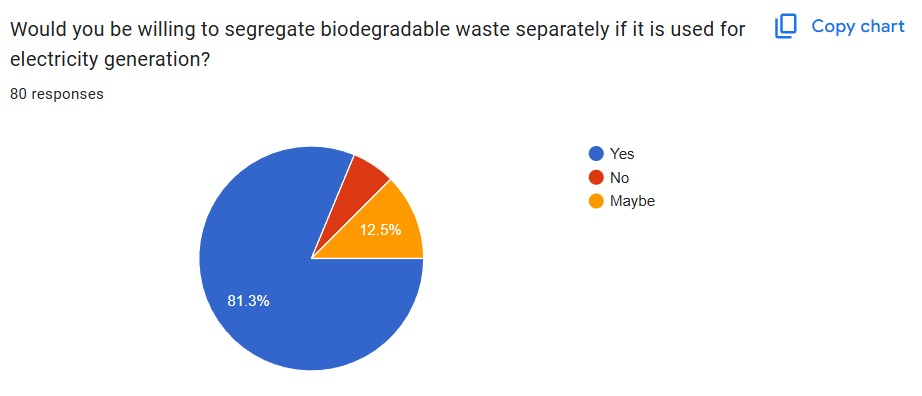 Would you be willing to segregate biodegradable waste separately if it is used for
electricity generation?
Copy chart
80 responses
Yes
No
Maybe
12.5%
81.3%